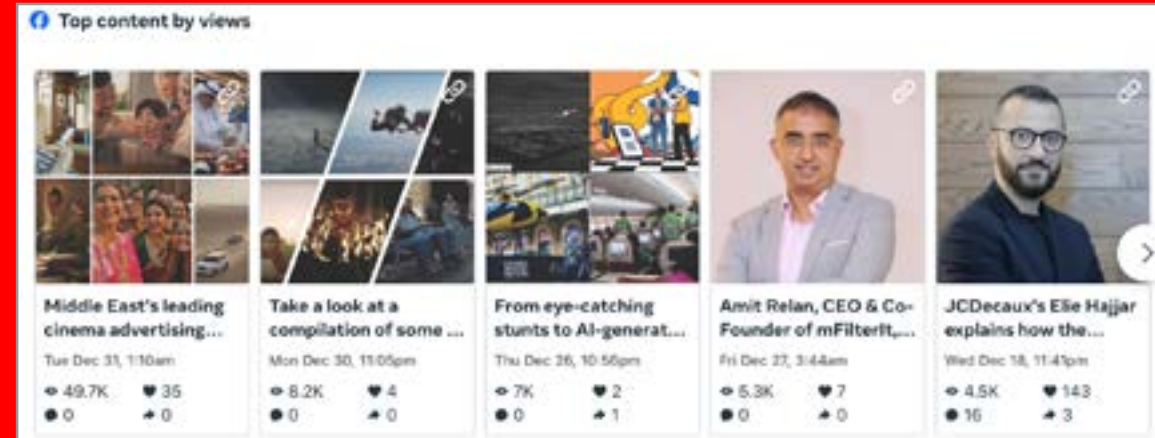 Top content by views
Middle East's leading
cinema advertising...
Tue Dec 31, 1:10am
49.7K 35
0 0
Take a look at a
compilation of some ...
Mon Dec 30, 11:05pm
8.2K 4
0 0
From eye-catching
stunts to AI-generat...
Thu Dec 26, 10:56pm
7K 2
0 1
Amit Relan, CEO & Co-
Founder of mFilterIt,...
Fri Dec 27, 3:44am
5.3K 7
0 0
JCDecaux's Elie Hajjar
explains how the...
Wed Dec 18, 11:41pm
4.5K 143
16 3